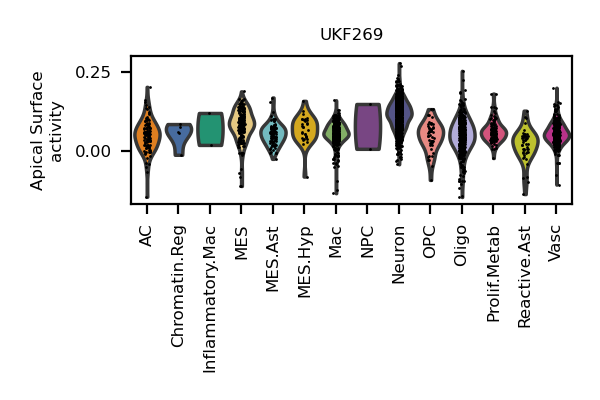 UKF269
Apical Surface
activity
0.25
0.00
AC
Chromatin.Reg
Inflammatory.Mac
MES
MES.Ast
MES.Hyp
Mac
NPC
Neuron
OPC
Oligo
Prolif.Metab
Reactive.Ast
Vasc